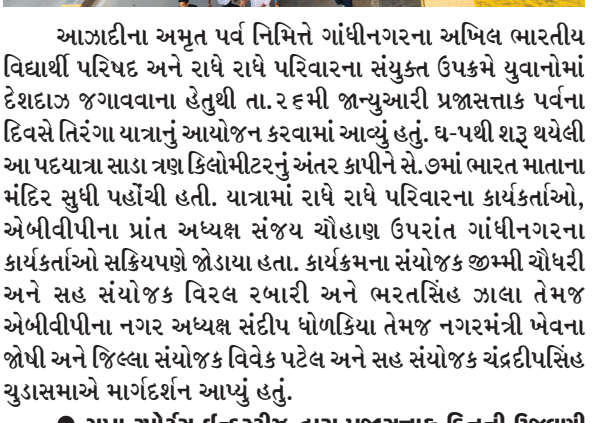 આઝાદીના અમૃત પર્વ નિમિત્તે ગાંધીનગરના અખિલ ભારતીય
વિદ્યાર્થી પરિષદ અને રાધે રાધે પરિવારના સંયુક્ત ઉપક્રમે યુવાનોમાં
દેશદાઝ જગાવવાના હેતુથી તા.૨૬મી જાન્યુઆરી પ્રજાસત્તાક પર્વના
દિવસે તિરંગા યાત્રાનું આયોજન કરવામાં આવ્યું હતું. ઘ-પથી શરૂ થયેલી
આ પદયાત્રા સાડા ત્રણ કિલોમીટરનું અંતર કાપીને સે.૭માં ભારત માતાના
મંદિર સુધી પહોંચી હતી. યાત્રામાં રાધે રાધે પરિવારના કાર્યકર્તાઓ,
એબીવીપીના પ્રાંત અધ્યક્ષ સંજય ચૌહાણ ઉપરાંત ગાંધીનગરના
કાર્યકર્તાઓ સક્રિયપણે જોડાયા હતા. કાર્યક્રમના સંયોજક જીમ્મી ચૌધરી
અને સહ સંયોજક વિરલ રબારી અને ભરતસિંહ ઝાલા તેમજ
એબીવીપીના નગર અધ્યક્ષ સંદીપ ધોળકિયા તેમજ નગરમંત્રી ખેવના
જોષી અને જિલ્લા સંયોજક વિવેક પટેલ અને સહ સંયોજક ચંદ્રદીપસિંહ
ચુડાસમાએ માર્ગદર્શન આપ્યું હતું.